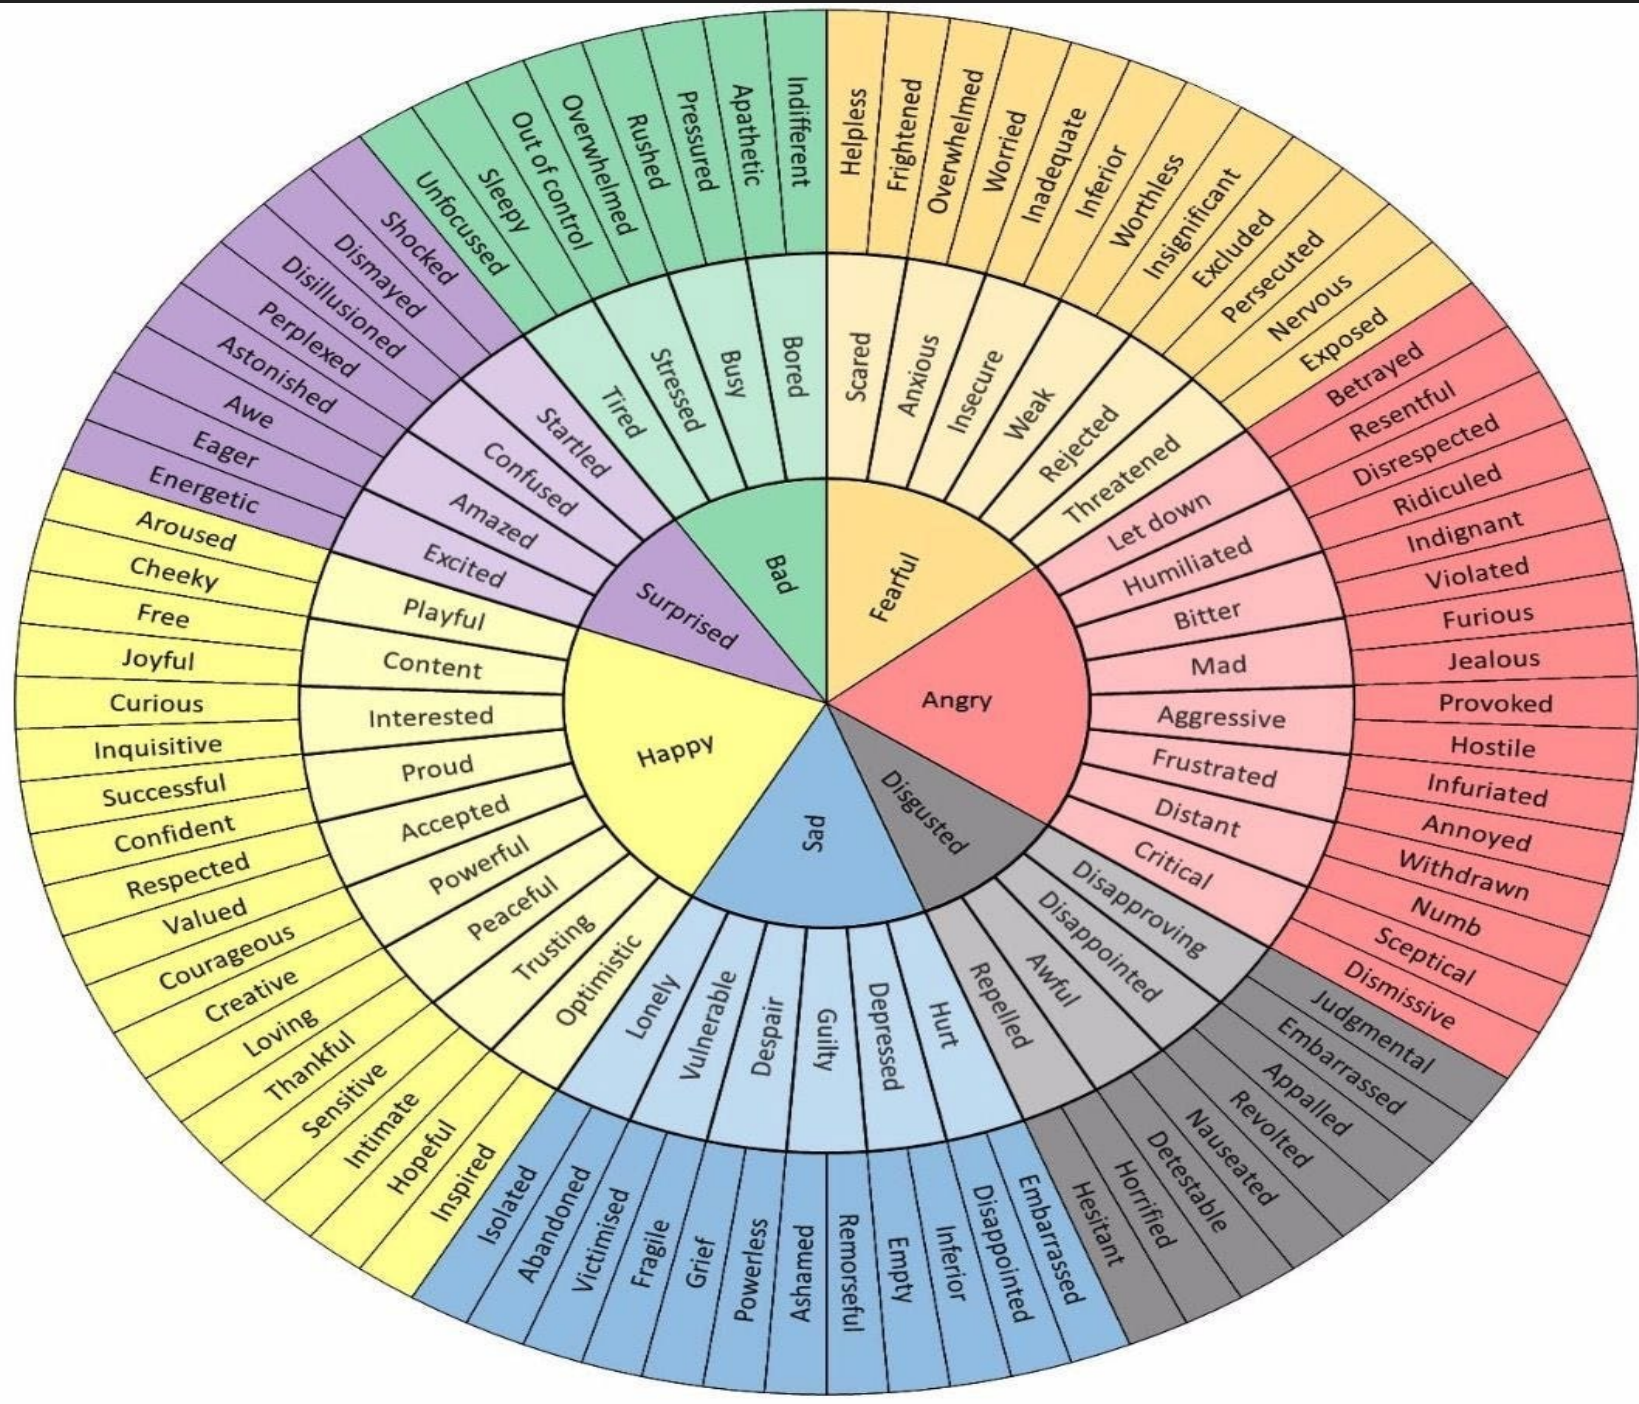 Fearful
Angry
Disgusted
Sad
Happy
Surprised
Bad
Scared
Anxious
Insecure
Weak
Rejected
Threatened
Let down
Humiliated
Bitter
Mad
Aggressive
Frustrated
Distant
Critical
Disapproving
Disappointed
Awful
Repelled
Hurt
Depressed
Guilty
Despair
Vulnerable
Lonely
Optimistic
Trusting
Peaceful
Powerful
Accepted
Proud
Interested
Content
Playful
Excited
Amazed
Confused
Startled
Tired
Stressed
Busy
Bored
Helpless
Frightened
Overwhelmed
Worried
Inadequate
Inferior
Worthless
Insignificant
Excluded
Persecuted
Nervous
Exposed
Betrayed
Resentful
Disrespected
Ridiculed
Indignant
Violated
Furious
Jealous
Provoked
Hostile
Infuriated
Annoyed
Withdrawn
Numb
Sceptical
Dismissive
Judgmental
Embarrassed
Appalled
Revolted
Nauseated
Detestable
Horrified
Hesitant
Embarrassed
Disappointed
Inferior
Empty
Remorseful
Ashamed
Powerless
Grief
Fragile
Victimised
Abandoned
Isolated
Inspired
Hopeful
Intimate
Sensitive
Thankful
Loving
Creative
Courageous
Valued
Respected
Confident
Successful
Inquisitive
Curious
Joyful
Free
Cheeky
Aroused
Energetic
Eager
Awe
Astonished
Perplexed
Disillusioned
Dismayed
Shocked
Unfocussed
Sleepy
Out of control
Overwhelmed
Rushed
Pressured
Apathetic
Indifferent